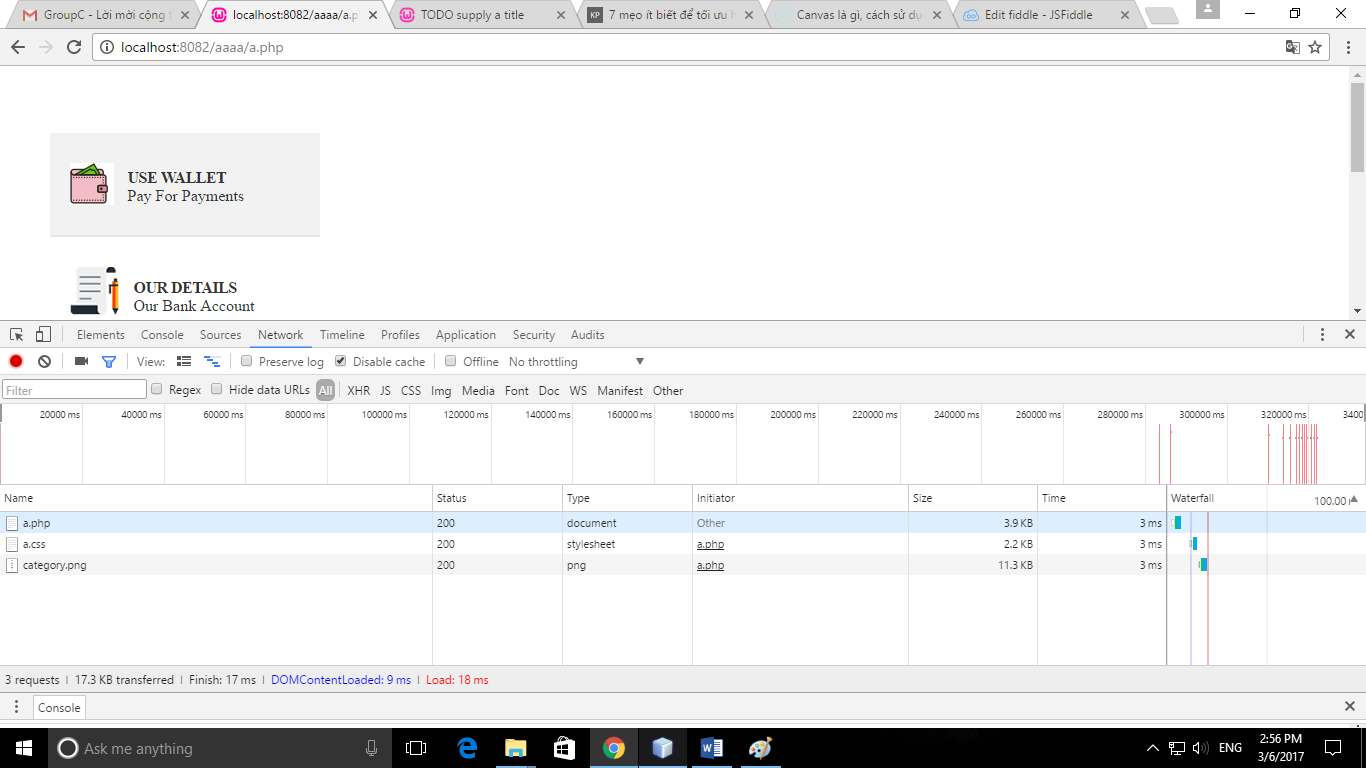 GroupC - Lời mời cộng t
localhost:8082/aaaa/a.p
TODO supply a title
KP 7 mẹo ít biết để tối ưu h
Canvas là gì, cách sử dụ
Edit fiddle - JSFiddle
localhost:8082/aaaa/a.php
USE WALLET
Pay For Payments
OUR DETAILS
Our Bank Account
Elements Console Sources Network Timeline Profiles Application Security Audits
View: Preserve log Disable cache Offline No throttling
Filter Regex Hide data URLs All XHR JS CSS Img Media Font Doc WS Manifest Other
20000 ms 40000 ms 60000 ms 80000 ms 100000 ms 120000 ms 140000 ms 160000 ms 180000 ms 200000 ms 220000 ms 240000 ms 260000 ms 280000 ms 300000 ms 320000 ms 3400
Name Status Type Initiator Size Time Waterfall 100.00
a.php 200 document Other 3.9 KB 3 ms
a.css 200 stylesheet a.php 2.2 KB 3 ms
category.png 200 png a.php 11.3 KB 3 ms
3 requests | 17.3 KB transferred | Finish: 17 ms | DOMContentLoaded: 9 ms | Load: 18 ms
Console
Ask me anything
ENG
2:56 PM
3/6/2017